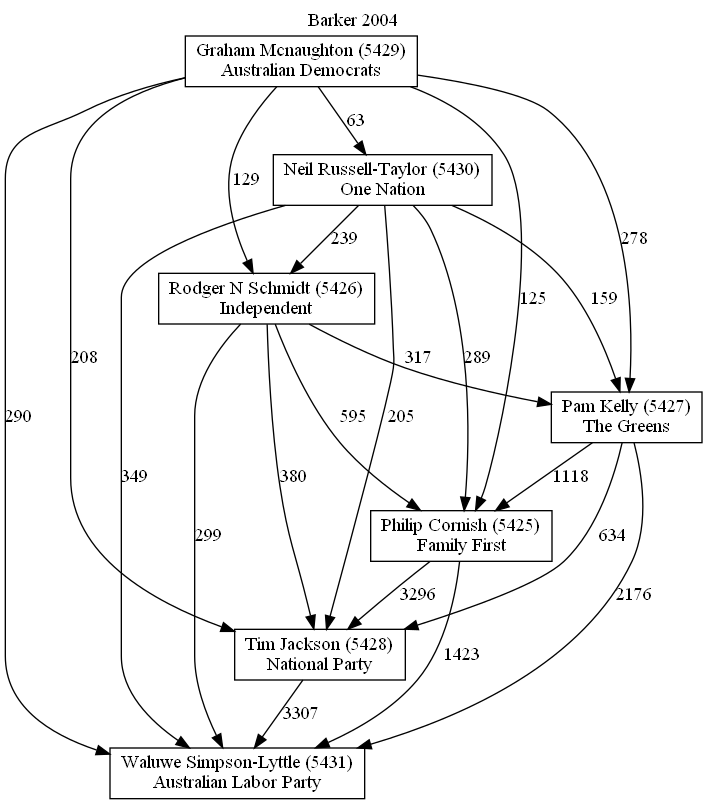 Barker 2004
Graham Mcnaughton (5429)
Australian Democrats
63
Neil Russell-Taylor (5430)
One Nation
129
239
278
125
159
Rodger N Schmidt (5426)
Independent
208
317
289
290
595
205
Pam Kelly (5427)
The Greens
349
380
1118
299
Philip Cornish (5425)
Family First
634
3296
2176
Tim Jackson (5428)
National Party
1423
3307
Waluwe Simpson-Lyttle (5431)
Australian Labor Party